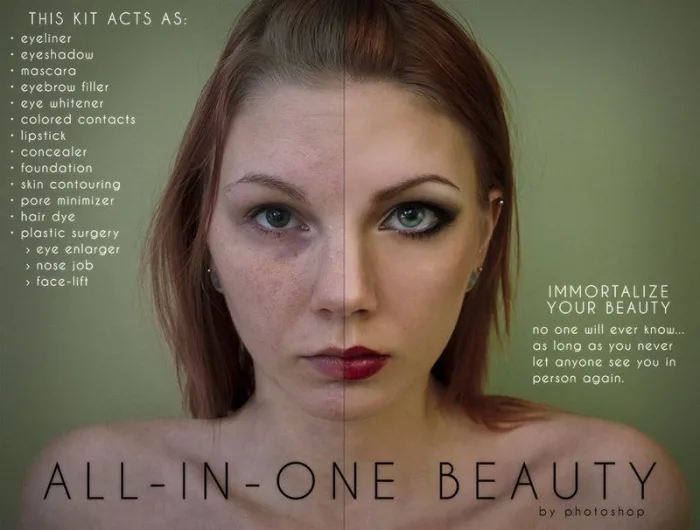 THIS KIT ACTS AS:
· eyeliner
· eyeshadow
· mascara
· eyebrow filler
· eye whitener
· colored contacts
· lipstick
· concealer
· foundation
· skin contouring
· pore minimizer
· hair dye
· plastic surgery
› eye enlarger
› nose job
› face-lift
IMMORTALIZE
YOUR BEAUTY
no one will ever know...
as long as you never
let anyone see you in
person again.
ALL-IN-ONE BEAUTY
by photoshop